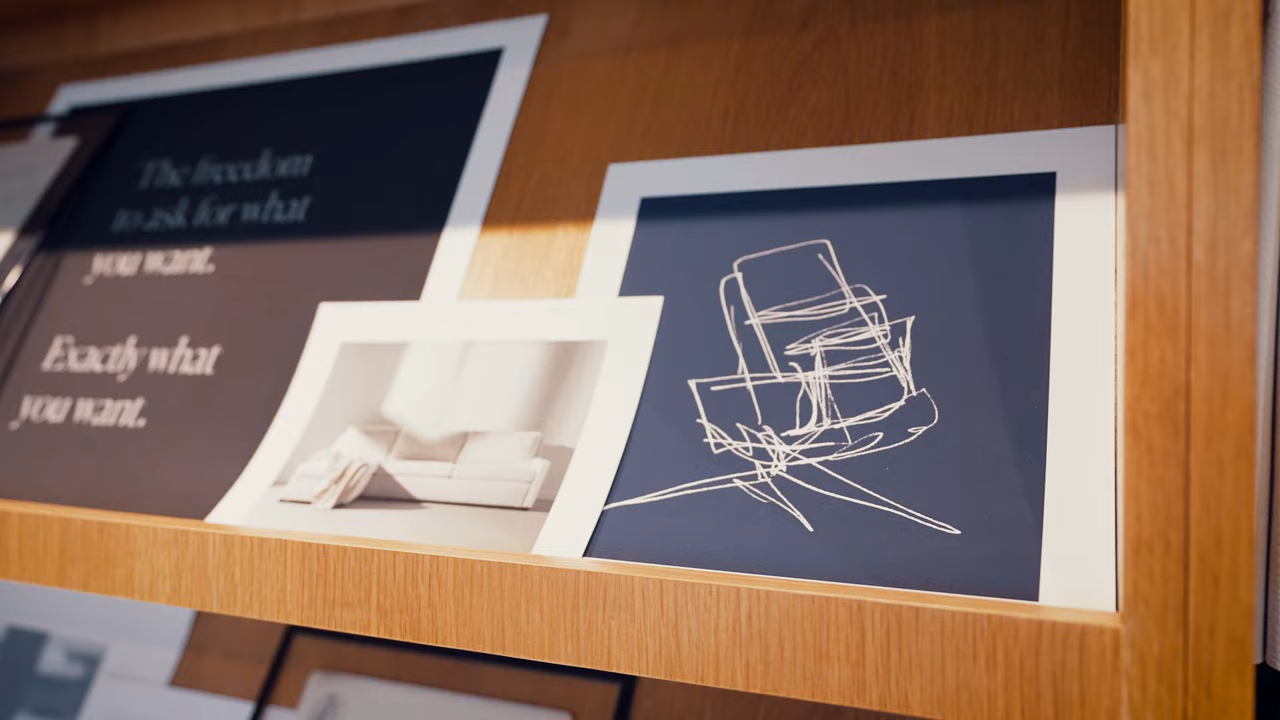 The freedom
to ask for what
you want.
Exactly what
you want.